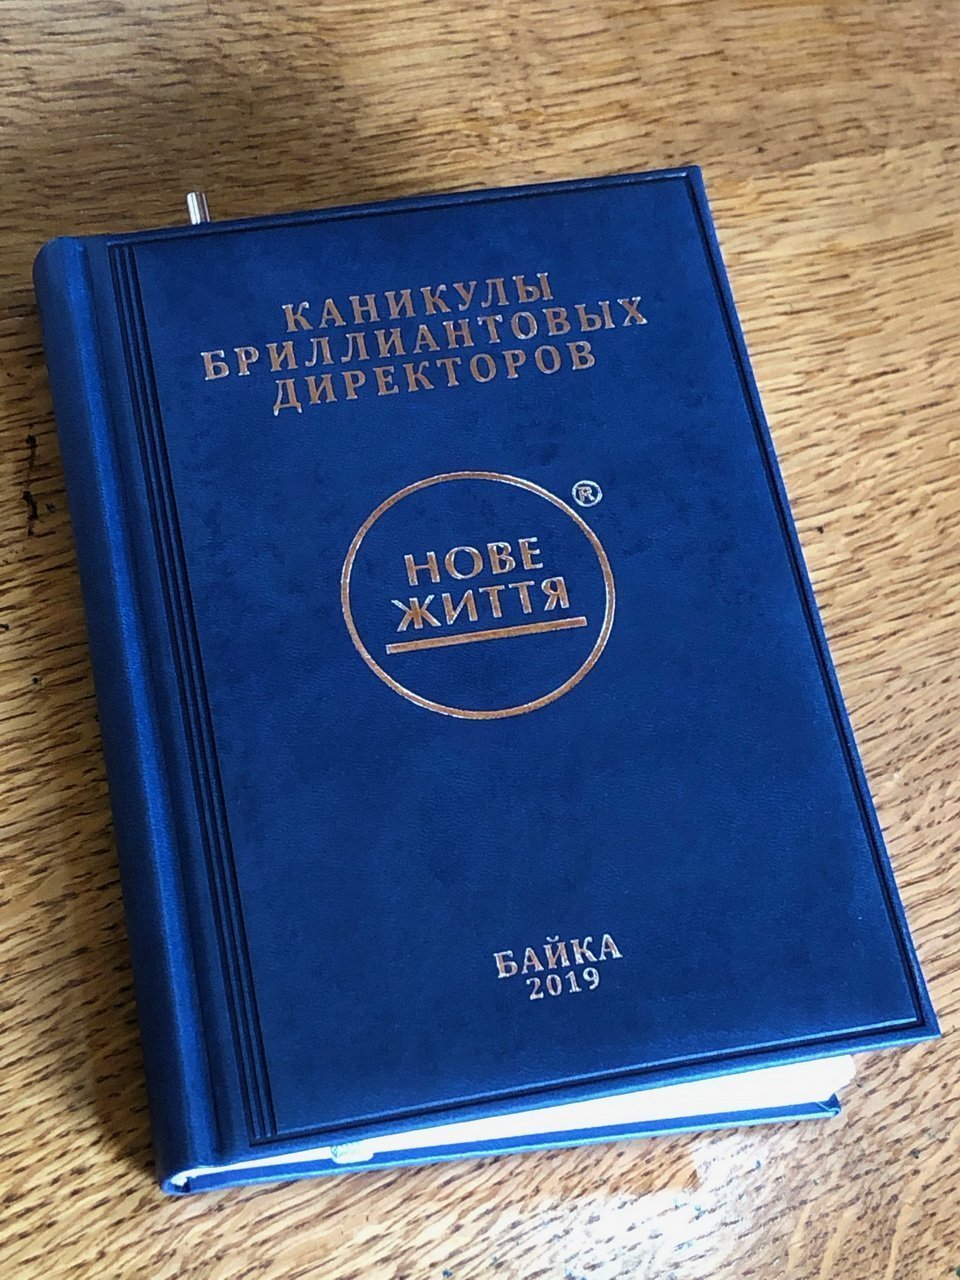 КАНИКУЛЫ
БРИЛЛИАНТОВЫХ
ДИРЕКТОРОВ
®
НОВЕ
ЖИТТЯ
БАЙКА
2019